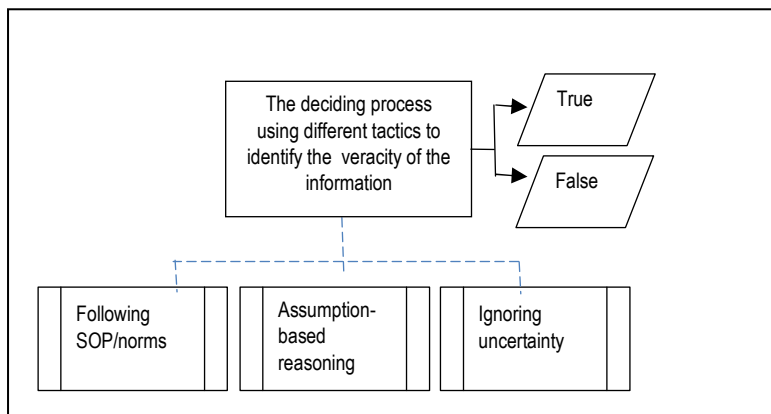 The deciding process
using different tactics to
identify the veracity of the
information
True
False
Following
SOP/norms
Assumption-
based
reasoning
Ignoring
uncertainty